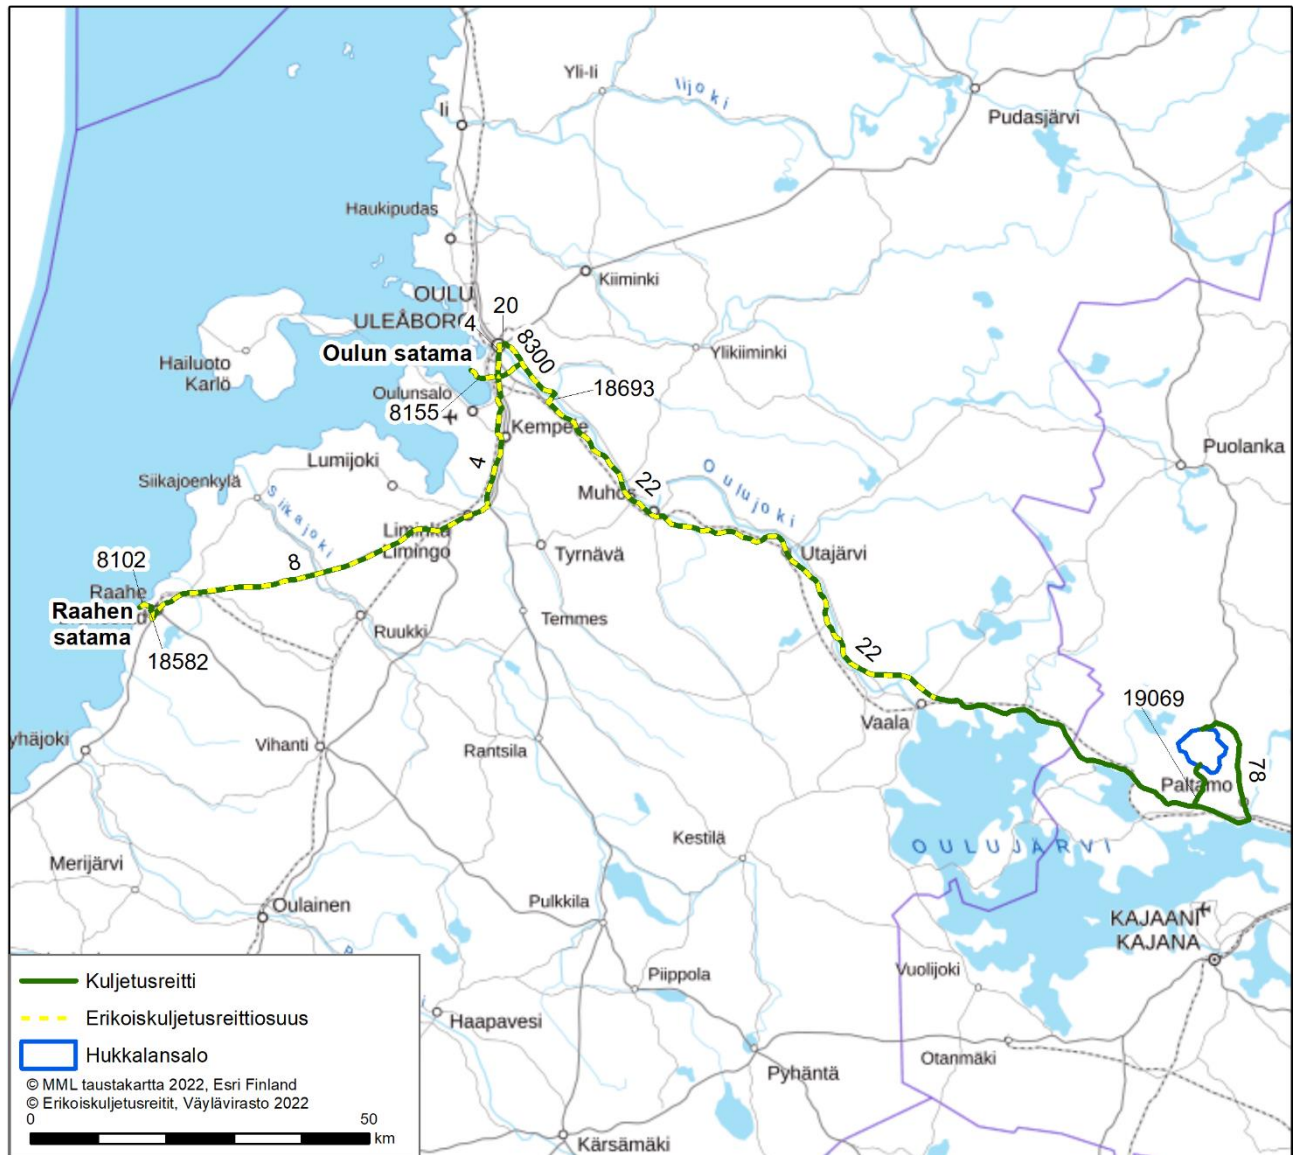 Yli-Ii
Iijoki
Ii
Pudasjärvi
Haukipudas
Kiiminki
OULU
ULEÅBORG
20
4
8300
Oulun satama
Ylikiiminki
Hailuoto
Karlö
Oulunsalo
8155
18693
Kempele
4
Puolanka
Lumijoki
Siikajoenkylä
Siikajoki
Muhos
22
Oulujoki
Liminka
Limingo
Tyrnävä
Utajärvi
8102
8
Raahe
Raahen
satama
Ruukki
Temmes
18582
22
19069
Vaala
yhäjoki
Vihanti
Rantsila
78
Paltamo
Kestilä
OULUJÄRVI
Merijärvi
Oulainen
Pulkkila
KAJAANI
KAJANA
Piippola
Vuolijoki
Haapavesi
Otanmäki
Pyhäntä
Kärsämäki
Kuljetusreitti
Erikoiskuljetusreittiosuus
Hukkalansalo
© MML taustakartta 2022, Esri Finland
© Erikoiskuljetusreitit, Väylävirasto 2022
0 50
km